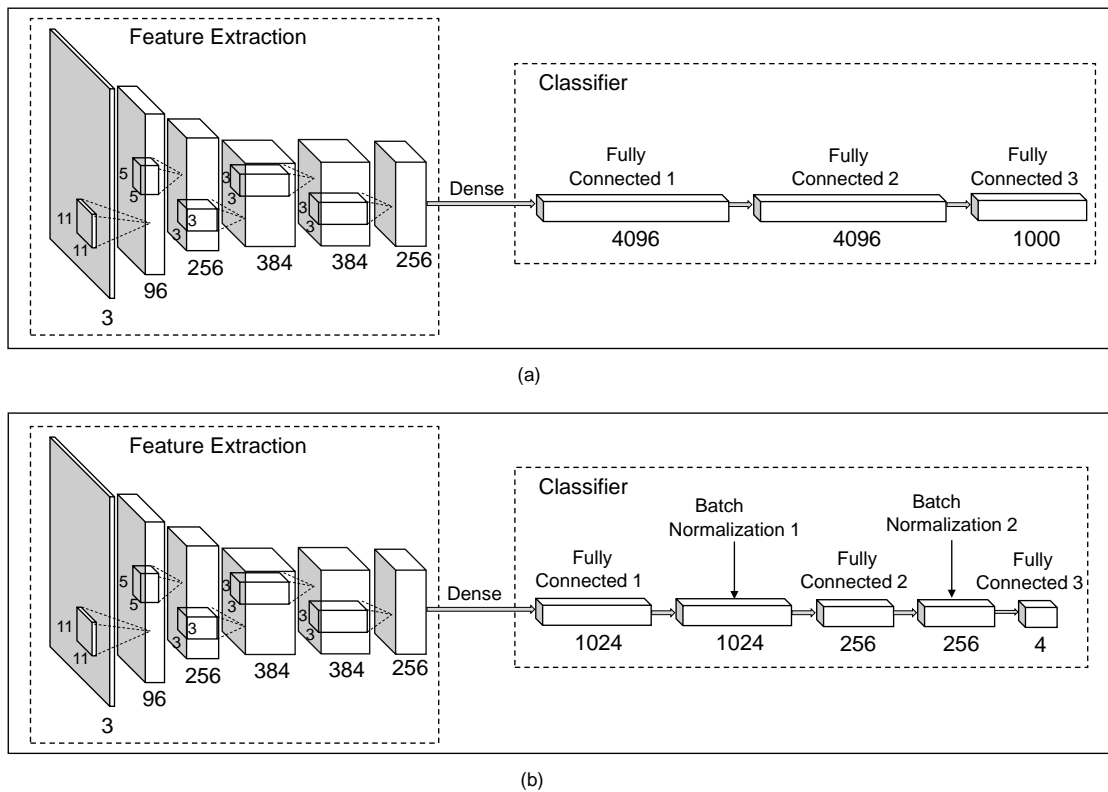 Feature Extraction
Classifier
Fully
Connected 1
Fully
Connected 2
Fully
Connected 3
Dense
5
5
11
11
3
3
3
3
3
3
4096
4096
1000
256
384
384
256
96
3
(a)
Feature Extraction
Classifier
Batch
Normalization 1
Batch
Normalization 2
Fully
Connected 1
Fully
Connected 2
Fully
Connected 3
Dense
5
5
11
11
3
3
3
3
3
3
1024
1024
256
256
4
256
384
384
256
96
3
(b)